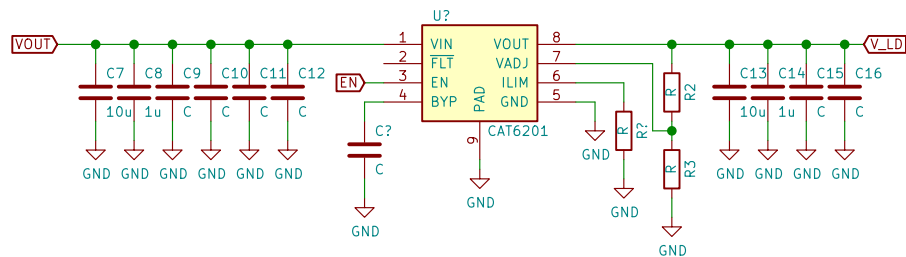 U?
VOUT
1 VIN VOUT 8
2 FLT VADJ 7
3 EN ILIM 6
4 BYP GND 5
PAD
9
CAT6201
V_LD
EN
C7 C8 C9 C10 C11 C12
10u 1u C C C C
GND GND GND GND GND GND
C?
C
GND
GND
GND
R R?
GND
R R2
R R3
GND
C13 C14 C15 C16
10u 1u C C
GND GND GND GND